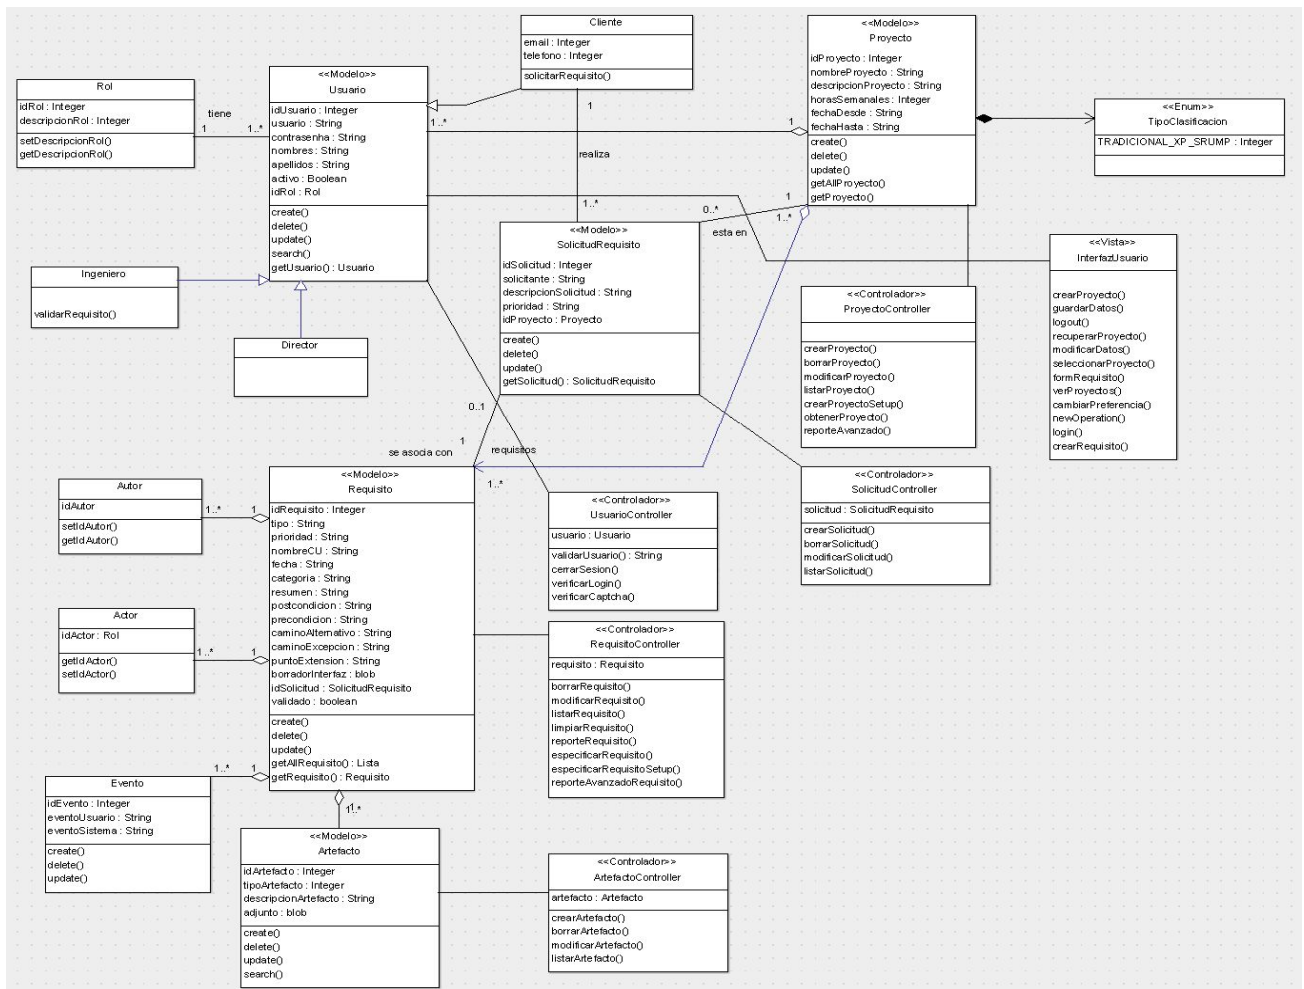 Cliente
email : Integer
telefono : Integer
solicitarRequisito()
<<Modelo>>
Proyecto
idProyecto : Integer
nombreProyecto : String
descripcionProyecto : String
horasSemanales : Integer
fechaDesde : String
fechaHasta : String
create()
delete()
update()
getAllProyecto()
getProyecto()
<<Enum>>
TipoClasificacion
TRADICIONAL_XP_SRUMP : Integer
Rol
idRol : Integer
descripcionRol : Integer
setDescripcionRol()
getDescripcionRol()
tiene
1
1..*
<<Modelo>>
Usuario
idUsuario : Integer
usuario : String
contrasenha : String
nombres : String
apellidos : String
activo : Boolean
idRol : Rol
create()
delete()
update()
search()
getUsuario() : Usuario
1..*
1
1
realiza
1..*
0..*
1
esta en
1..*
<<Modelo>>
SolicitudRequisito
idSolicitud : Integer
solicitante : String
descripcionSolicitud : String
prioridad : String
idProyecto : Proyecto
create()
delete()
update()
getSolicitud() : SolicitudRequisito
<<Vista>>
InterfazUsuario
crearProyecto()
guardarDatos()
logout()
recuperarProyecto()
modificarDatos()
seleccionarProyecto()
formRequisito()
verProyectos()
cambiarPreferencia()
newOperation()
login()
crearRequisito()
Ingeniero
validarRequisito()
Director
<<Controlador>>
ProyectoController
crearProyecto()
borrarProyecto()
modificarProyecto()
listarProyecto()
crearProyectoSetup()
obtenerProyecto()
reporteAvanzado()
0..1
1
se asocia con
requisitos
1..*
<<Modelo>>
Requisito
idRequisito : Integer
tipo : String
prioridad : String
nombreCU : String
fecha : String
categoria : String
resumen : String
postcondicion : String
precondicion : String
caminoAlternativo : String
caminoExcepcion : String
puntoExtension : String
borradorInterfaz : blob
idSolicitud : SolicitudRequisito
validado : boolean
create()
delete()
update()
getAllRequisito() : Lista
getRequisito() : Requisito
<<Controlador>>
SolicitudController
solicitud : SolicitudRequisito
crearSolicitud()
borrarSolicitud()
modificarSolicitud()
listarSolicitud()
Autor
idAutor
setIdAutor()
getIdAutor()
1..*
1
<<Controlador>>
UsuarioController
usuario : Usuario
validarUsuario() : String
cerrarSesion()
verificarLogin()
verificarCaptcha()
Actor
idActor : Rol
getIdActor()
setIdActor()
1..*
1
<<Controlador>>
RequisitoController
requisito : Requisito
borrarRequisito()
modificarRequisito()
listarRequisito()
limpiarRequisito()
reporteRequisito()
especificarRequisito()
especificarRequisitoSetup()
reporteAvanzadoRequisito()
Evento
idEvento : Integer
eventoUsuario : String
eventoSistema : String
create()
delete()
update()
1..*
1
1
1..*
<<Modelo>>
Artefacto
idArtefacto : Integer
tipoArtefacto : Integer
descripcionArtefacto : String
adjunto : blob
create()
delete()
update()
search()
<<Controlador>>
ArtefactoController
artefacto : Artefacto
crearArtefacto()
borrarArtefacto()
modificarArtefacto()
listarArtefacto()